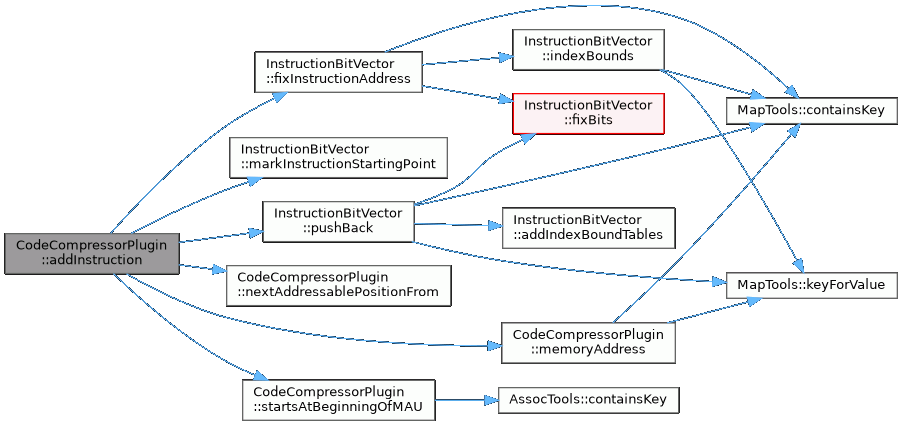 InstructionBitVector
::fixInstructionAddress
InstructionBitVector
::indexBounds
InstructionBitVector
::fixBits
MapTools::containsKey
InstructionBitVector
::markInstructionStartingPoint
InstructionBitVector
::pushBack
InstructionBitVector
::addIndexBoundTables
CodeCompressorPlugin
::addInstruction
CodeCompressorPlugin
::nextAddressablePositionFrom
MapTools::keyForValue
CodeCompressorPlugin
::memoryAddress
CodeCompressorPlugin
::startsAtBeginningOfMAU
AssocTools::containsKey